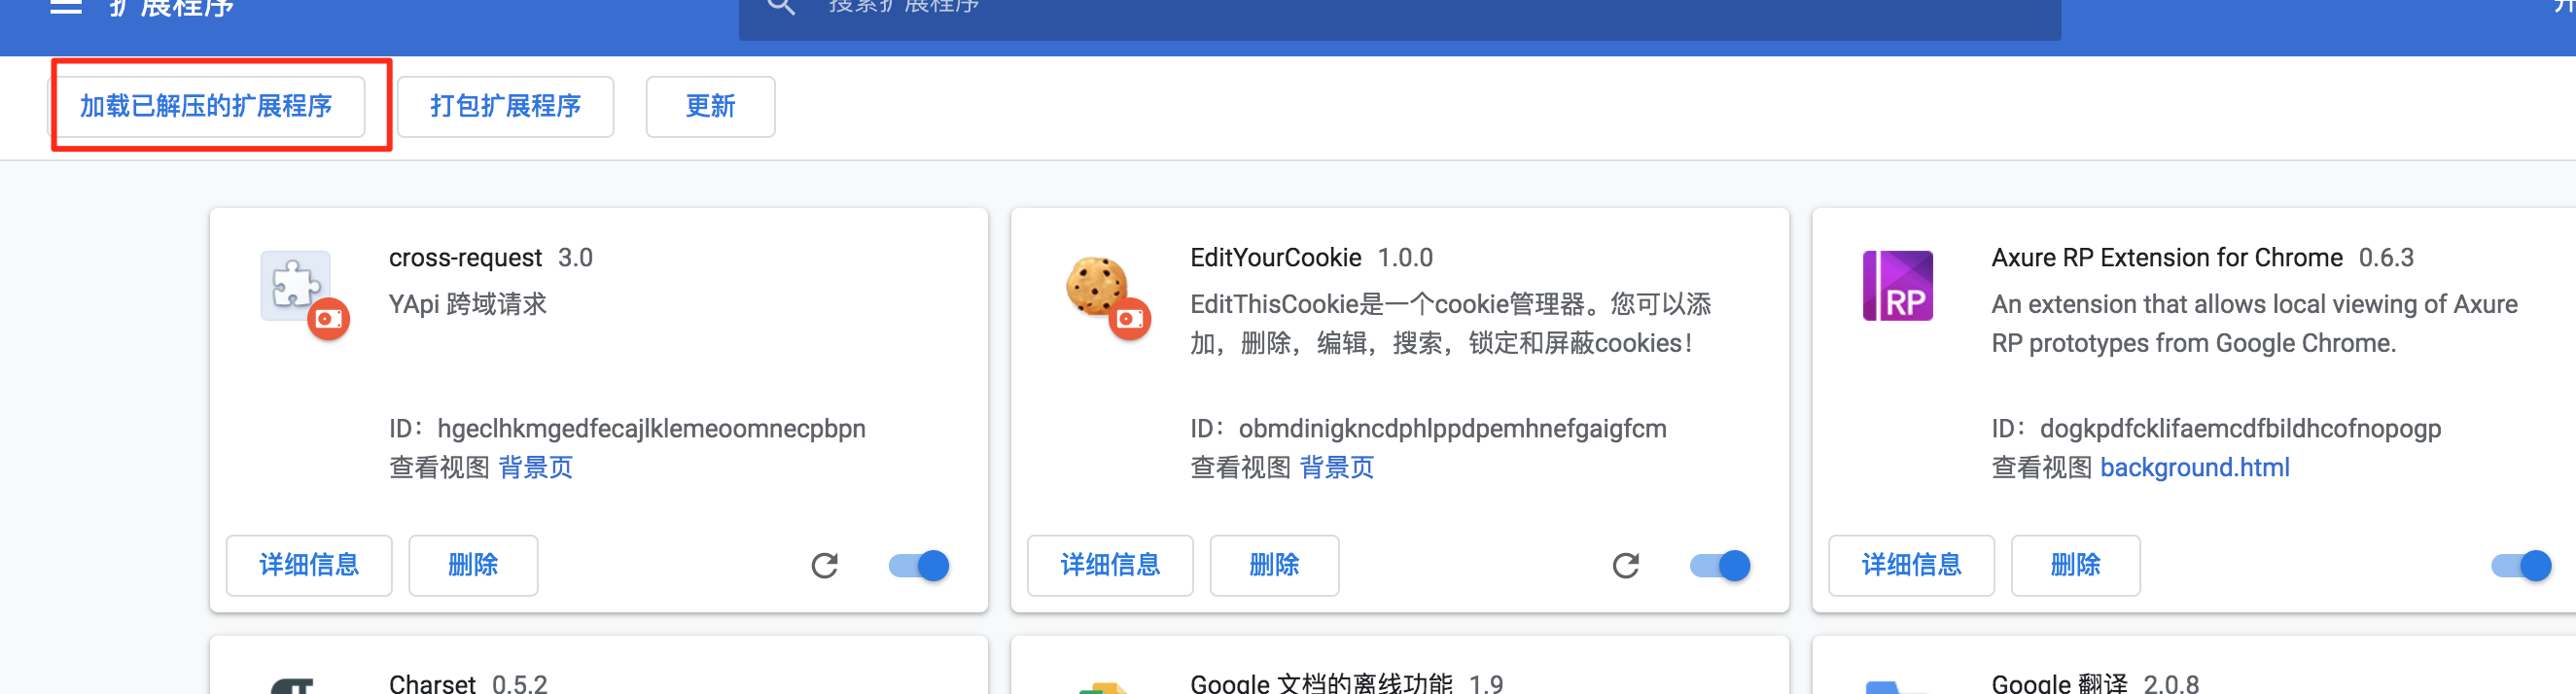 扩展程序
搜索扩展程序
加载已解压的扩展程序
打包扩展程序
更新
cross-request 3.0
YApi 跨域请求
ID：hgeclhkmgedfecajlklemeoomnecpbpn
查看视图 背景页
详细信息
删除
EditYourCookie 1.0.0
EditThisCookie是一个cookie管理器。您可以添
加，删除，编辑，搜索，锁定和屏蔽cookies！
ID：obmdinigkncdphlppdpemhnefgaigfcm
查看视图 背景页
详细信息
删除
Axure RP Extension for Chrome 0.6.3
An extension that allows local viewing of Axure
RP prototypes from Google Chrome.
ID：dogkpdfcklifaemcdfbildhcofnopogp
查看视图 background.html
详细信息
删除
RP
Charset 0.5.2
Google 文档的离线功能 1.9
Google 翻译 2.0.8